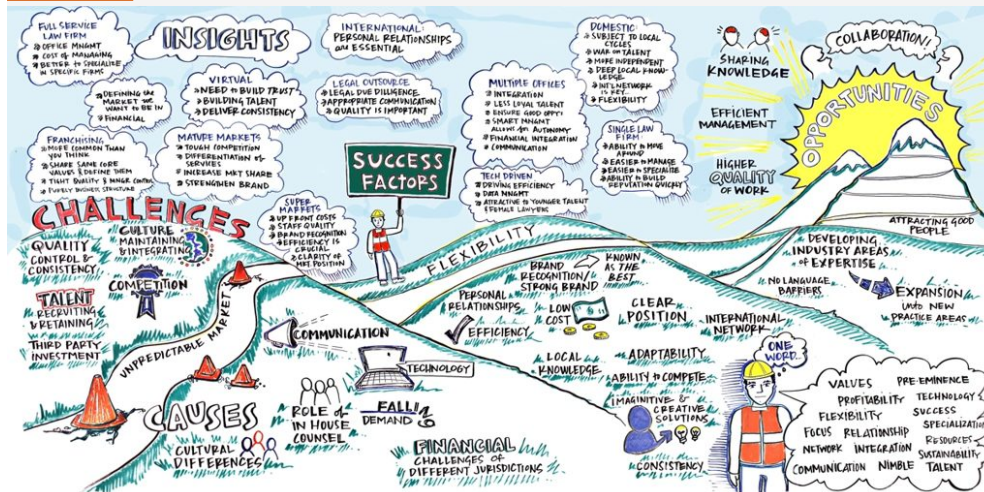 FULL SERVICE
LAW FIRM
OFFICE MNGMT
COST OF MANAGING
BETTER TO SPECIALIZE
IN SPECIFIC FIRMS
INSIGHTS
INTERNATIONAL:
PERSONAL RELATIONSHIPS
and ESSENTIAL
DOMESTIC:
SUBJECT TO LOCAL
CYCLES
WAR ON TALENT
MORE INDEPENDENT
DEEP LOCAL KNOW-
LEDGE
INT'L NETWORK
IS KEY...
FLEXIBILITY
DEFINING the
MARKET we
WANT to BE IN
FINANCIAL
VIRTUAL
NEED to BUILD TRUST
BUILDING TALENT
DELIVER CONSISTENCY
LEGAL OUTSOURCE
LEGAL DUE DILLIGENCE
APPROPRIATE COMMUNICATION
QUALITY IS IMPORTANT
MULTIPLE OFFICES
INTEGRATION
LESS LOYAL TALENT
ENSURE GOOD OPPY!
SMART MNGMT
ALLOWS for AUTONOMY
FINANCIAL INTEGRATION
COMMUNICATION
FRANCHISING
MORE COMMON THAN
YOU THINK
SHARE SAME CORE
VALUES & DEFINE THEM
TIGHT QUALITY & MNGR CONTROL
PURELY BUSINESS STRUCTURE
MATURE MARKETS
TOUGH COMPETITION
DIFFERENTIATION of
SERVICES
INCREASE MKT SHARE
STRENGTHEN BRAND
SUCCESS
FACTORS
TECH DRIVEN
DRIVING EFFICIENCY
DATA MNGMT
ATTRACTIVE TO YOUNGER TALENT
& FEMALE LAWYERS
SINGLE LAW
FIRM:
ABILITY to MOVE
AROUND
EASIER to MANAGE
EASIER to SPECIALIZE
ABILITY to BUILD
REPUTATION QUICKLY
SUPER
MARKETS
UP FRONT COSTS
STAFF QUALITY
BRAND RECOGNITION
EFFICIENCY IS
CRUCIAL
CLARITY OF
MKT POSITION
SHARING
KNOWLEDGE
EFFICIENT
MANAGEMENT
HIGHER
QUALITY
OF WORK
COLLABORATION!
OPPORTUNITIES
ATTRACTING GOOD
PEOPLE
DEVELOPING
INDUSTRY AREAS
of EXPERTISE
NO LANGUAGE
BARRIERS
EXPANSION
into NEW
PRACTICE AREAS
CHALLENGES
QUALITY
CONTROL &
CONSISTENCY
CULTURE
MAINTAINING
& INTEGRATING
COMPETITION
TALENT
RECRUITING
& RETAINING
THIRD PARTY
INVESTMENT
UNPREDICTABLE MARKET
FLEXIBILITY
COMMUNICATION
TECHNOLOGY
CAUSES
CULTURAL
DIFFERENCES
ROLE of
IN HOUSE
COUNSEL
FALLING
DEMAND
FINANCIAL
CHALLENGES OF
DIFFERENT JURISDICTIONS
PERSONAL
RELATIONSHIPS
EFFICIENCY
BRAND
RECOGNITION/
STRONG BRAND
KNOWN
AS THE
BEST
LOW
COST
CLEAR
POSITION
INTERNATIONAL
NETWORK
LOCAL
KNOWLEDGE
ADAPTABILITY
ABILITY to COMPETE
IMAGINITIVE &
CREATIVE
SOLUTIONS
CONSISTENCY
ONE
WORD...
VALUES PRE-EMINENCE
PROFITABILITY TECHNOLOGY
FLEXIBILITY SUCCESS
SPECIALIZATION
FOCUS RELATIONSHIP
RESOURCES
NETWORK INTEGRATION SUSTAINABILITY
COMMUNICATION NIMBLE TALENT